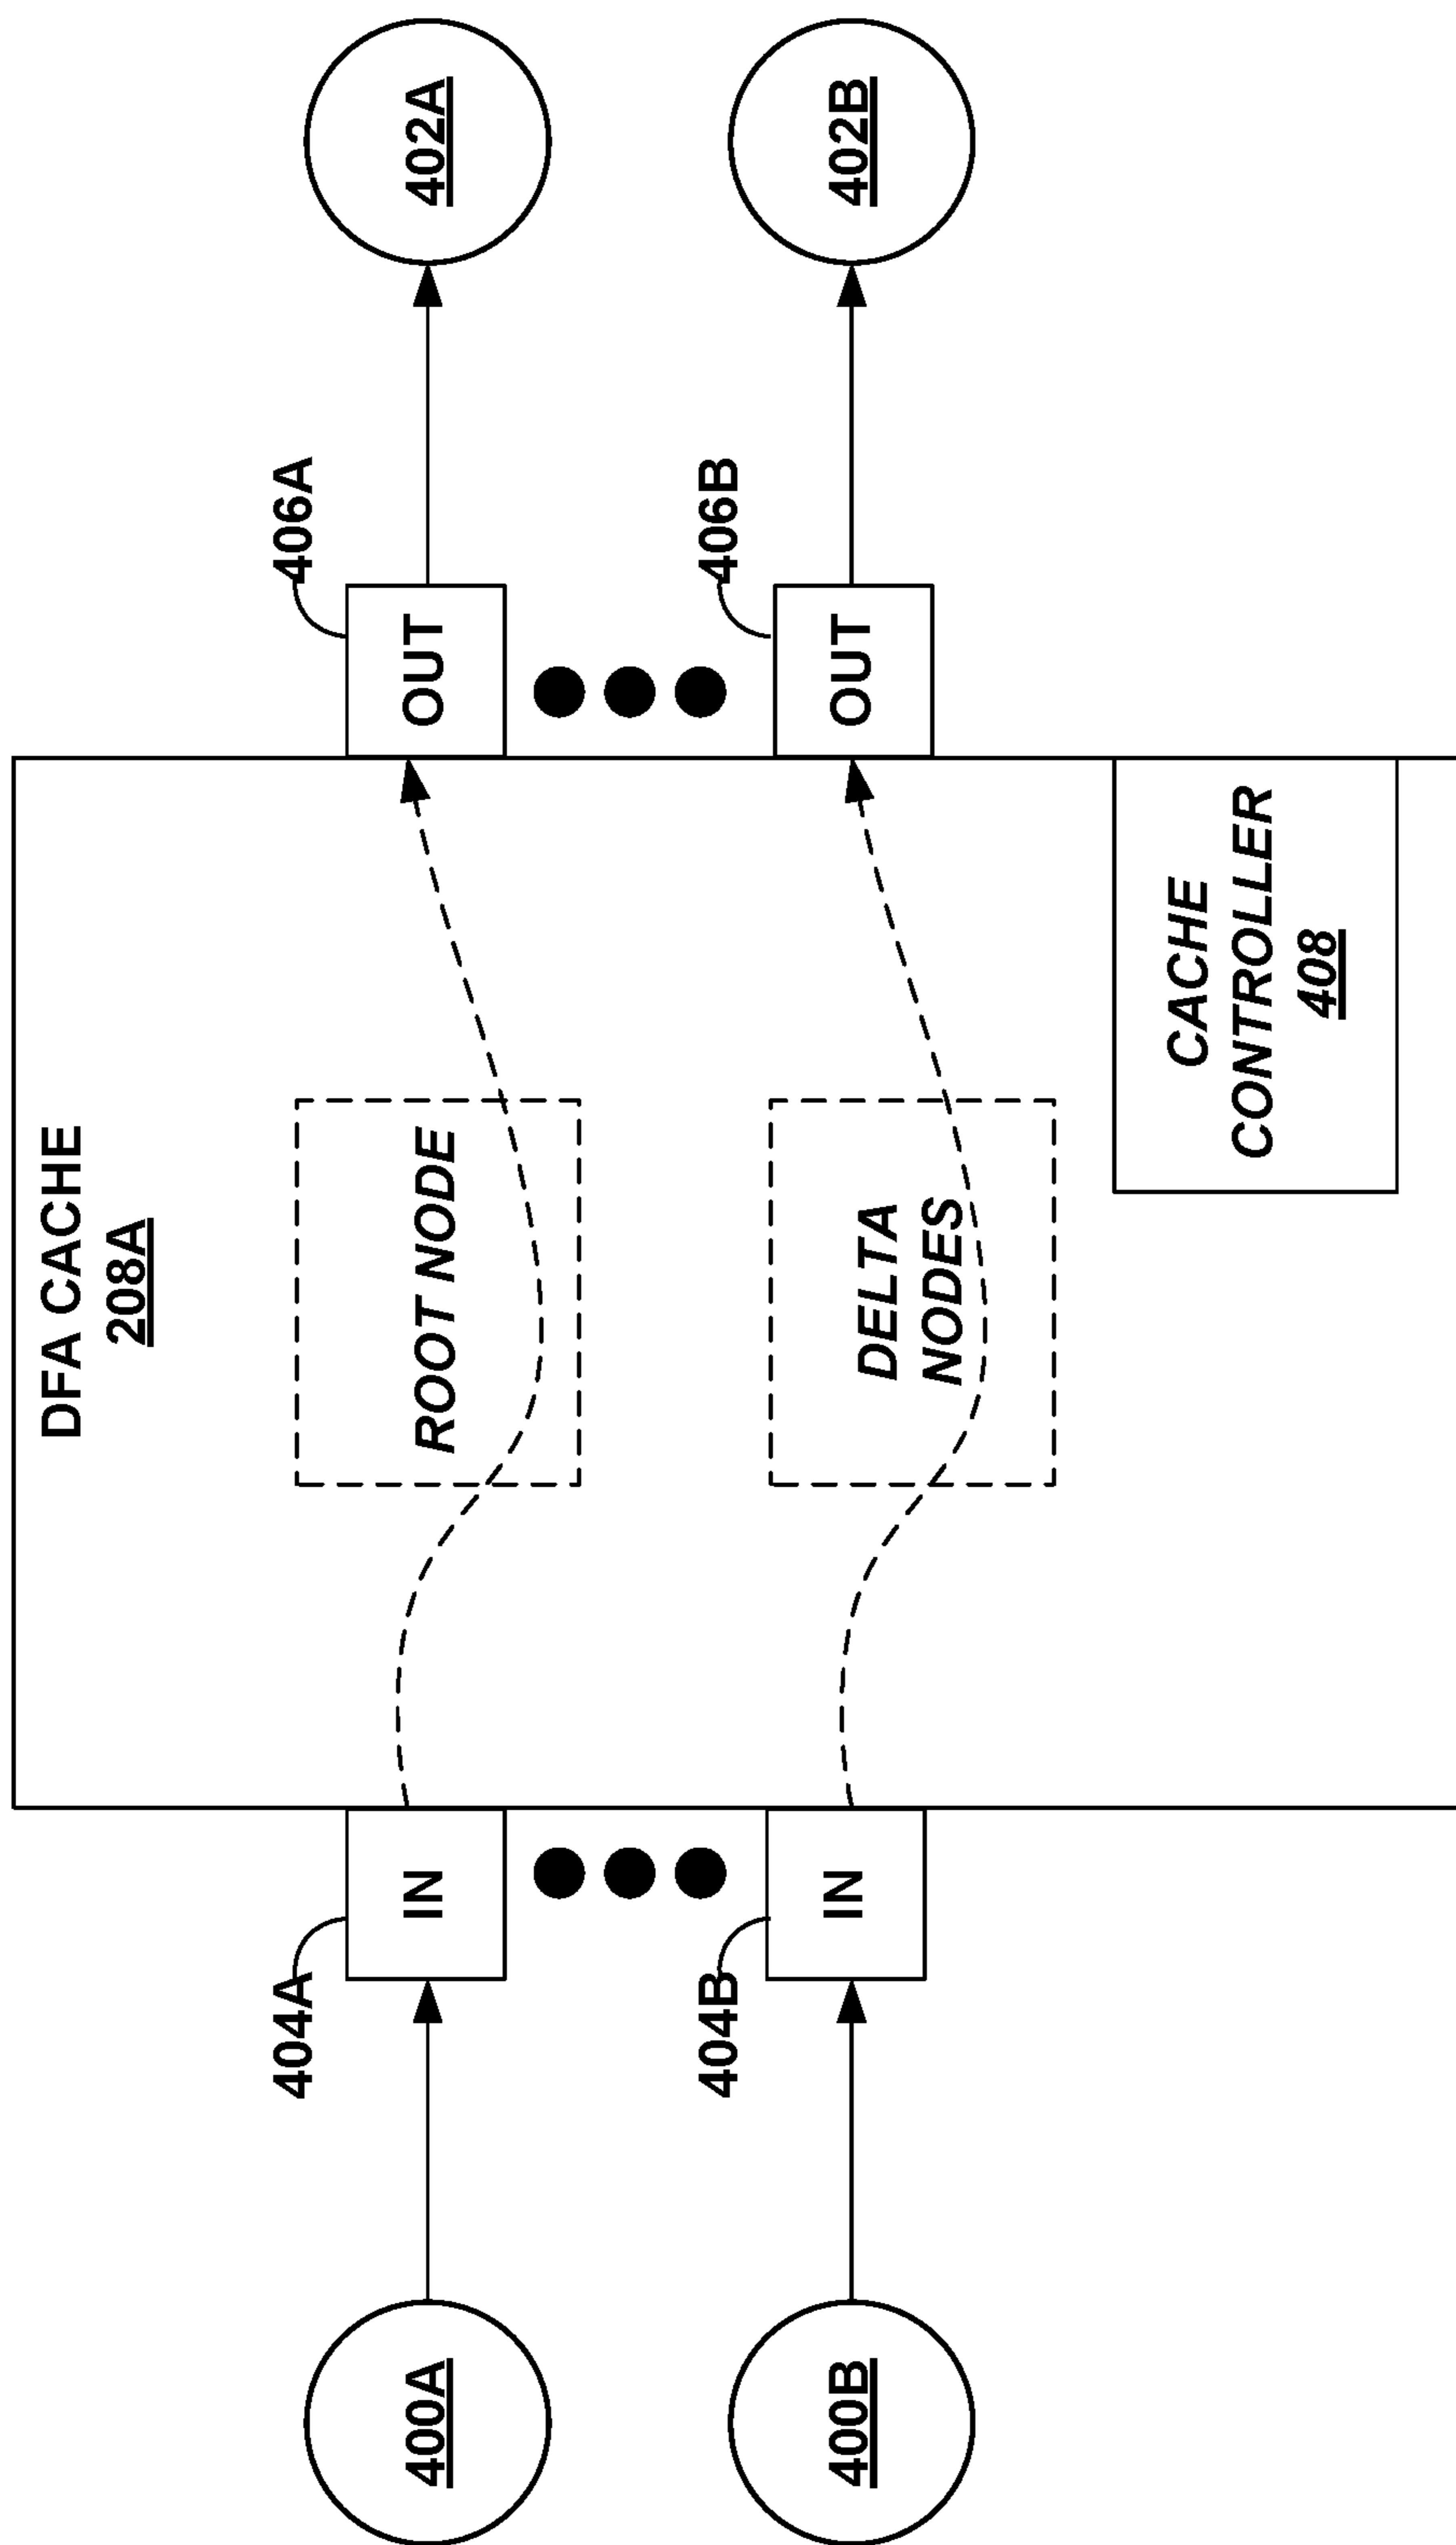 DFA CACHE
208A
404A
406A
400A
IN
ROOT NODE
OUT
402A
404B
406B
400B
IN
DELTA
NODES
OUT
402B
CACHE
CONTROLLER
408